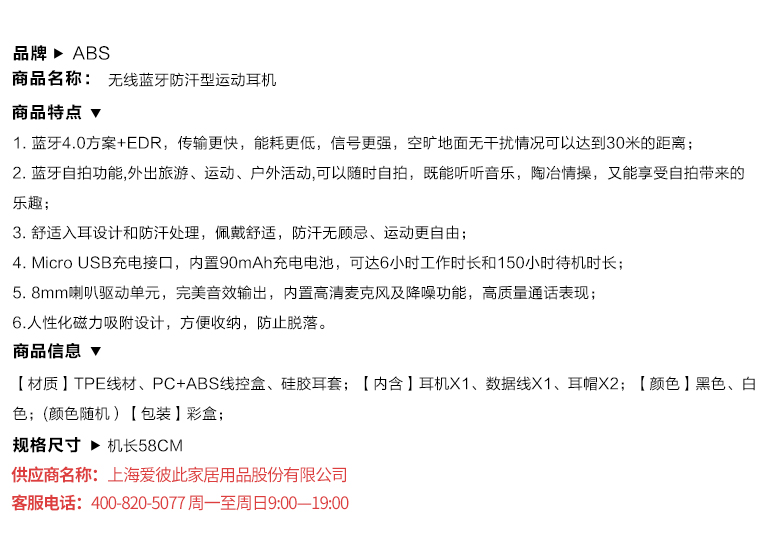 品牌 ▶ ABS
商品名称： 无线蓝牙防汗型运动耳机
商品特点 ▼
1. 蓝牙4.0方案+EDR，传输更快，能耗更低，信号更强，空旷地面无干扰情况可以达到30米的距离；
2. 蓝牙自拍功能,外出旅游、运动、户外活动,可以随时自拍，既能听听音乐，陶冶情操，又能享受自拍带来的
乐趣；
3. 舒适入耳设计和防汗处理，佩戴舒适，防汗无顾忌、运动更自由；
4. Micro USB充电接口，内置90mAh充电电池，可达6小时工作时长和150小时待机时长；
5. 8mm喇叭驱动单元，完美音效输出，内置高清麦克风及降噪功能，高质量通话表现；
6.人性化磁力吸附设计，方便收纳，防止脱落。
商品信息 ▼
【材质】TPE线材、PC+ABS线控盒、硅胶耳套；【内含】耳机X1、数据线X1、耳帽X2；【颜色】黑色、白
色；(颜色随机）【包装】彩盒；
规格尺寸 ▶ 机长58CM
供应商名称：上海爱彼此家居用品股份有限公司
客服电话：400-820-5077 周一至周日9:00—19:00